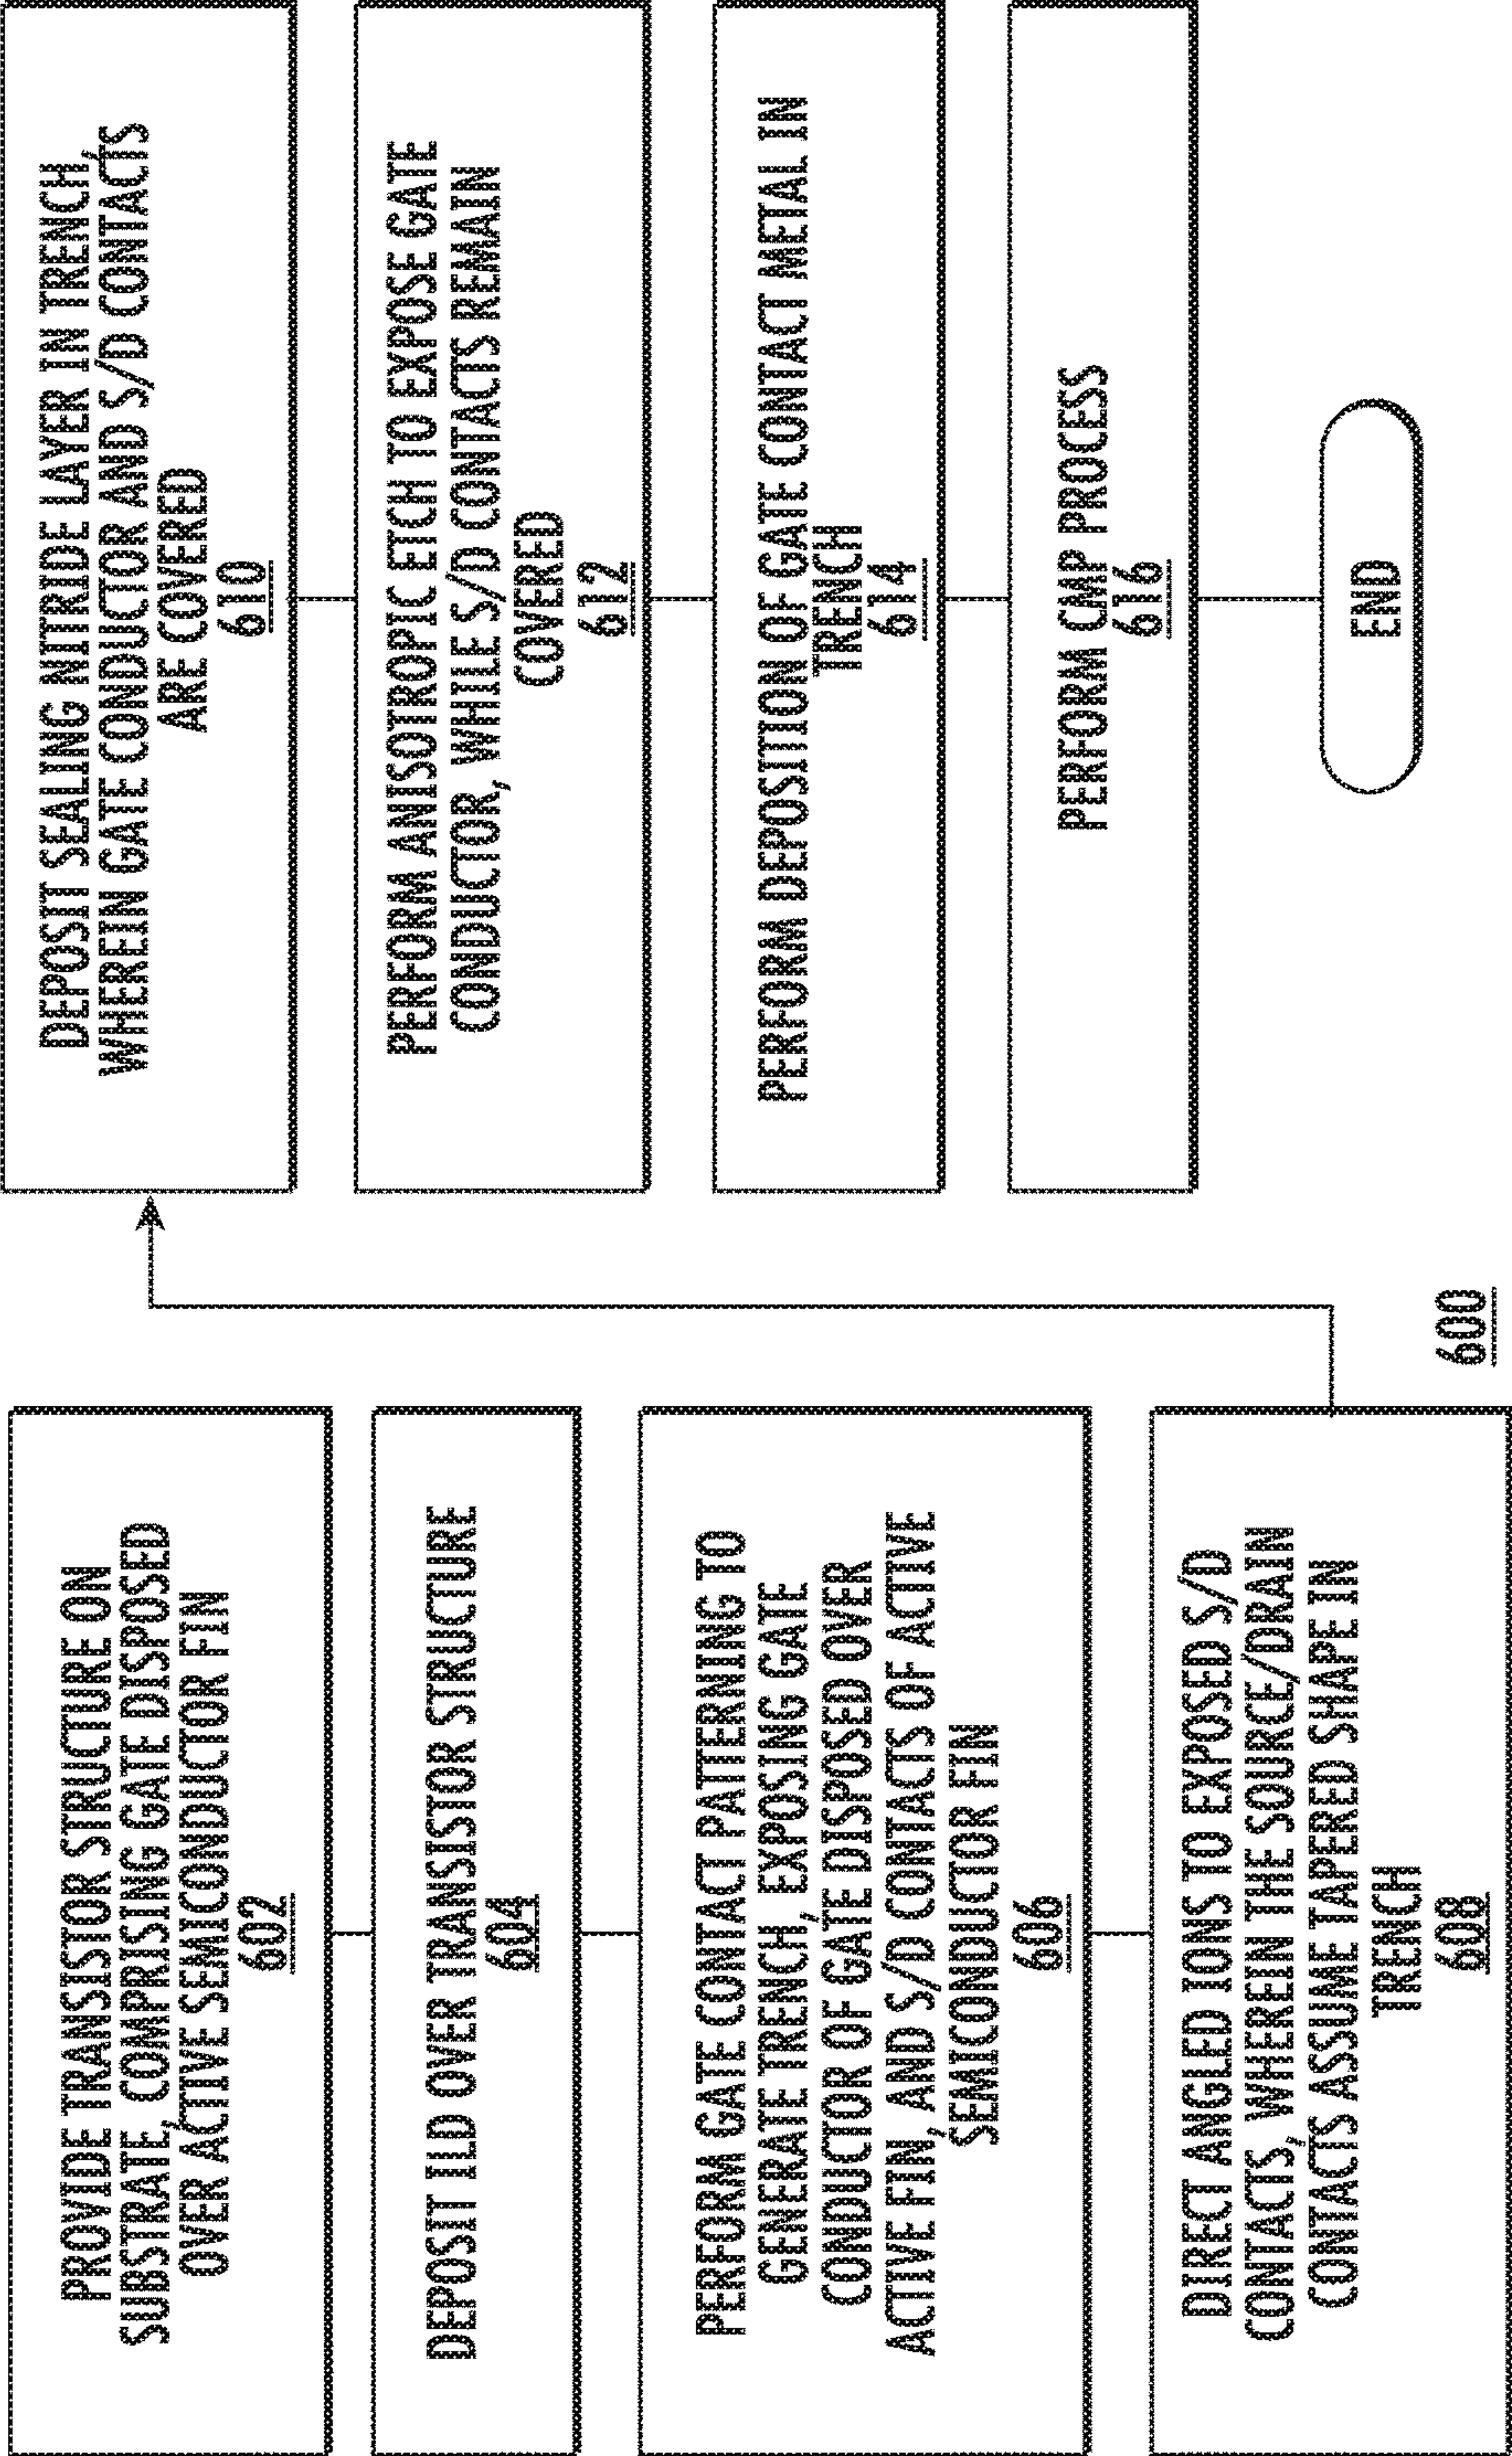 PROVIDE TRANSISTOR STRUCTURE ON
SUBSTRATE, COMPRISING GATE DISPOSED
OVER ACTIVE SEMICONDUCTOR FIN
602
DEPOSIT ILD OVER TRANSISTOR STRUCTURE
604
PERFORM GATE CONTACT PATTERNING TO
GENERATE TRENCH, EXPOSING GATE
CONDUCTOR OF GATE DISPOSED OVER
ACTIVE FIN, AND S/D CONTACTS OF ACTIVE
SEMICONDUCTOR FIN
606
DIRECT ANGLED IONS TO EXPOSED S/D
CONTACTS, WHEREIN THE SOURCE/DRAIN
CONTACTS ASSUME TAPERED SHAPE IN
TRENCH
608
DEPOSIT SEALING NITRIDE LAYER IN TRENCH,
WHEREIN GATE CONDUCTOR AND S/D CONTACTS
ARE COVERED
610
PERFORM ANISOTROPIC ETCH TO EXPOSE GATE
CONDUCTOR, WHILE S/D CONTACTS REMAIN
COVERED
612
PERFORM DEPOSITION OF GATE CONTACT METAL IN
TRENCH
614
PERFORM CMP PROCESS
616
END
600